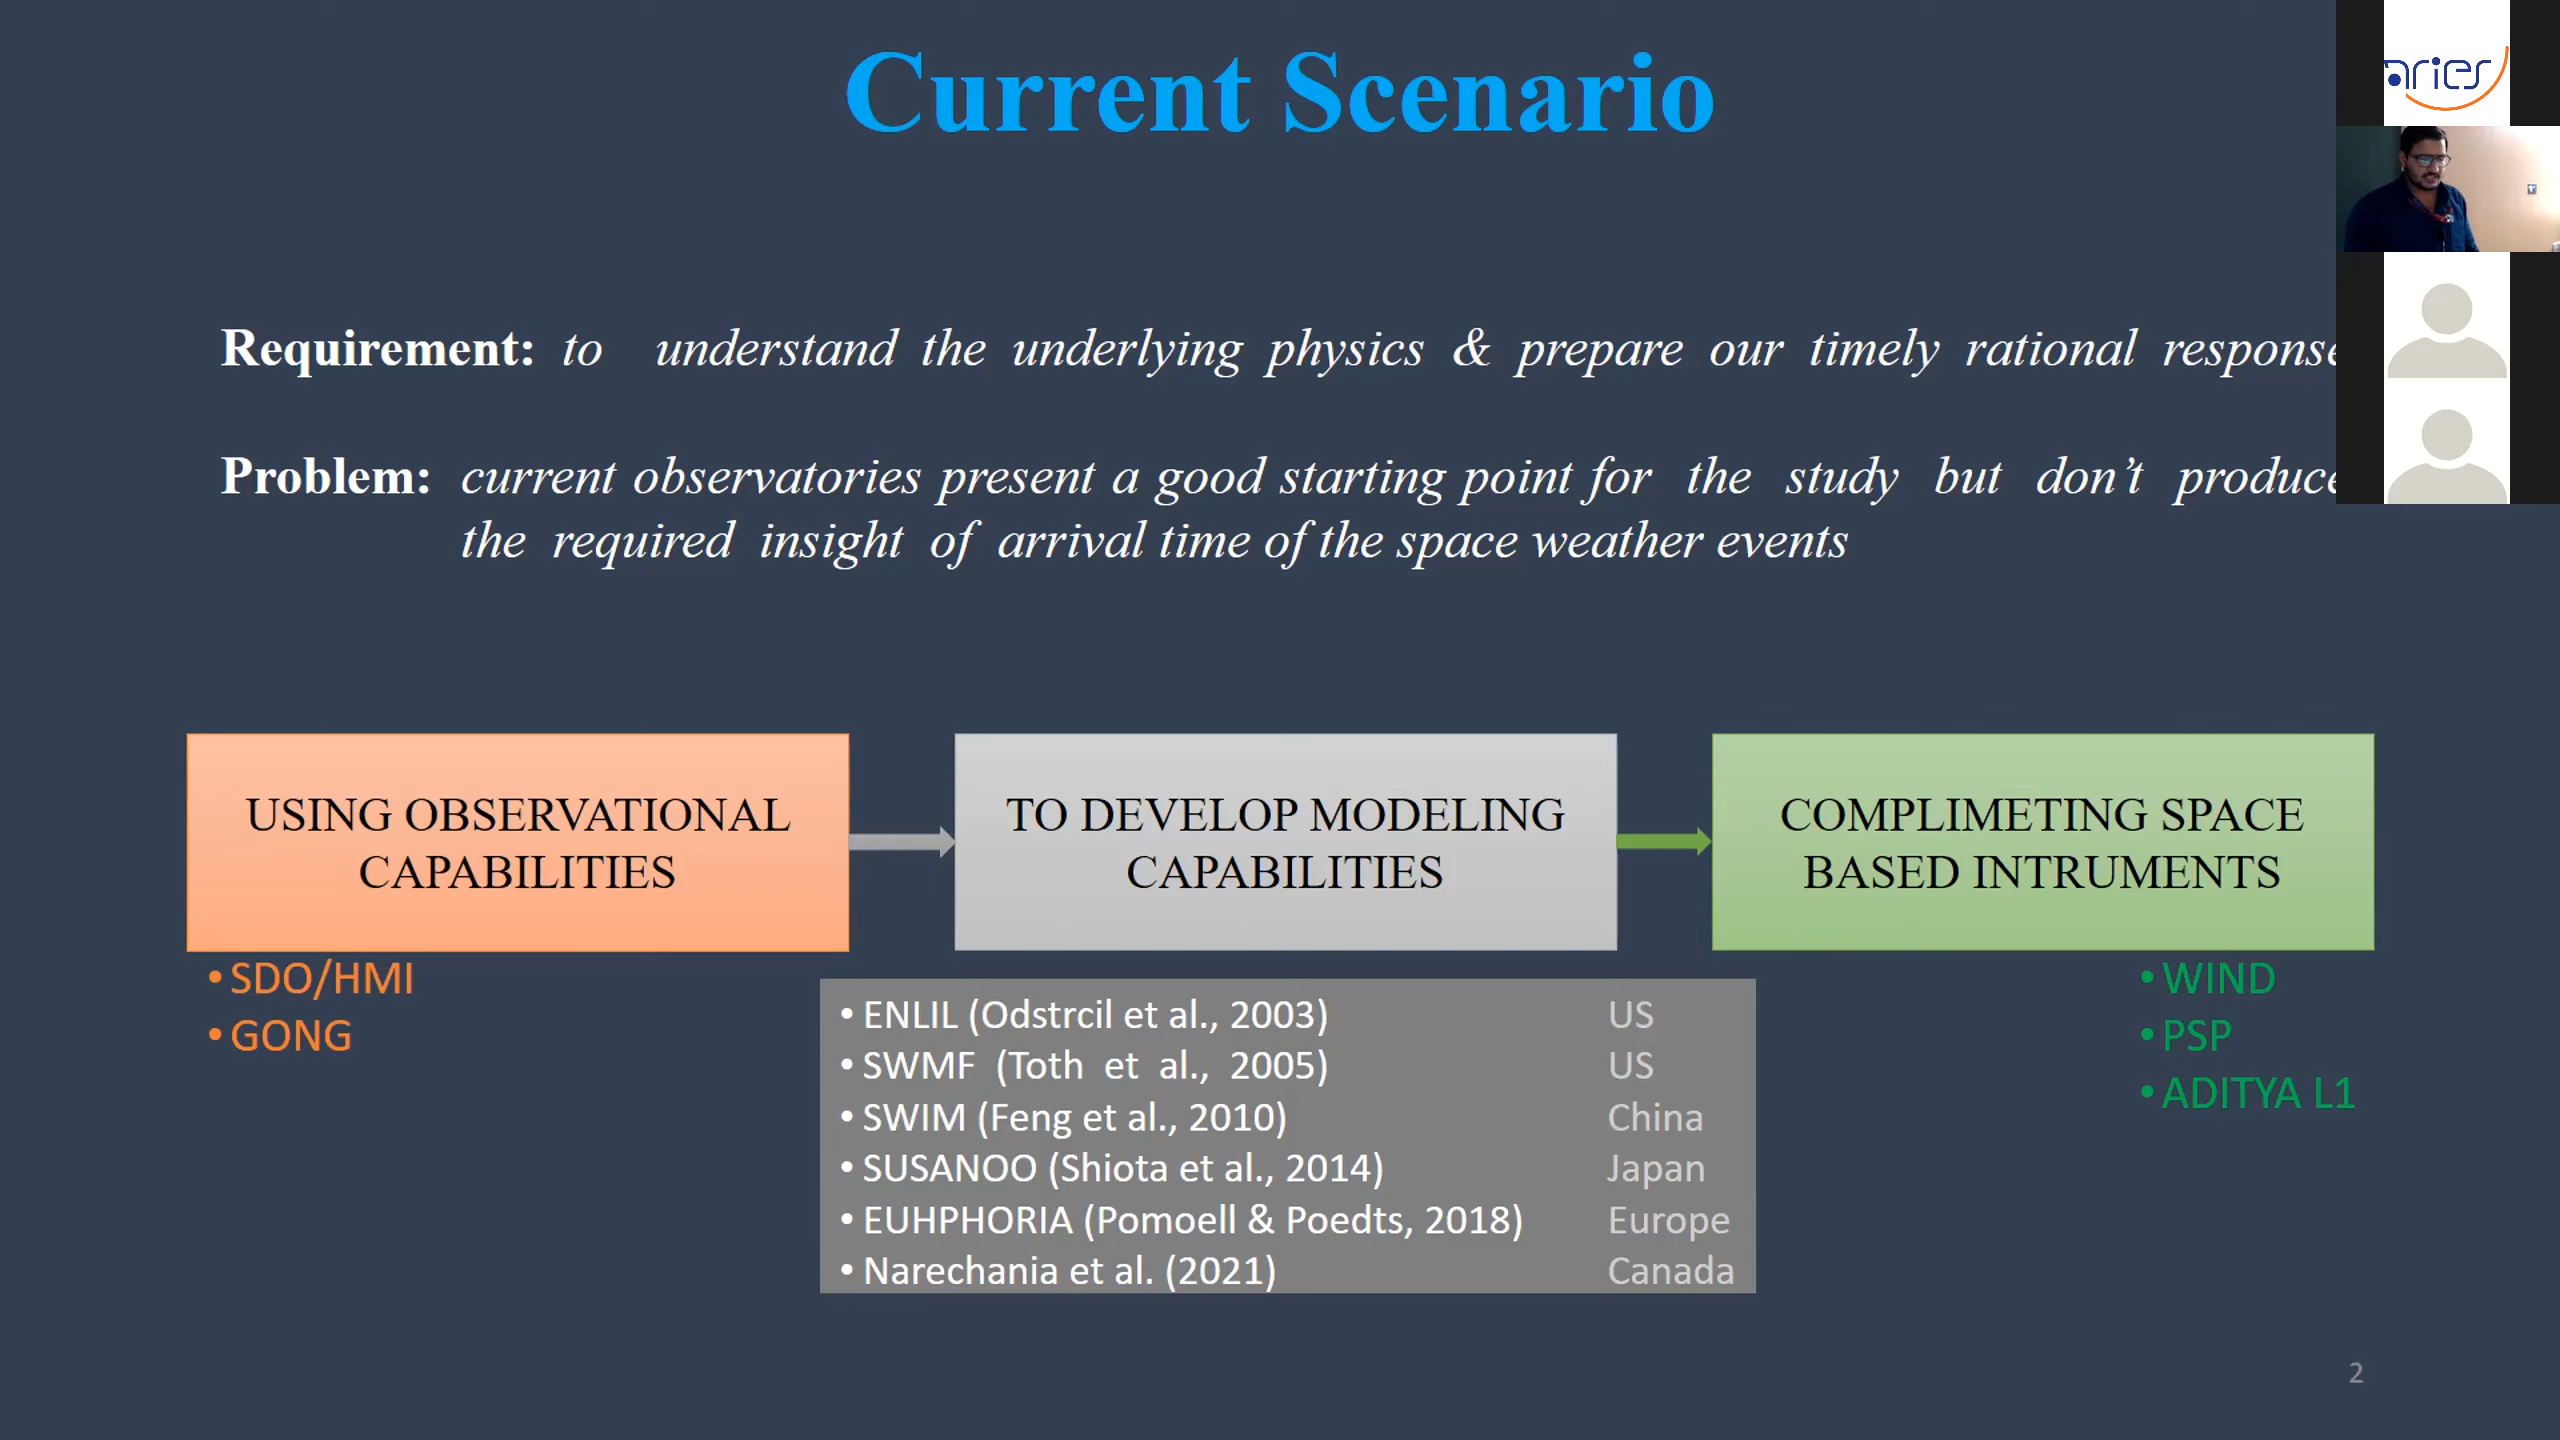 Current Scenario
aries
Requirement: to understand the underlying physics & prepare our timely rational response
Problem: current observatories present a good starting point for the study but don’t produce
the required insight of arrival time of the space weather events
USING OBSERVATIONAL
CAPABILITIES
TO DEVELOP MODELING
CAPABILITIES
COMPLIMETING SPACE
BASED INTRUMENTS
• SDO/HMI
• GONG
• ENLIL (Odstrcil et al., 2003) US
• SWMF (Toth et al., 2005) US
• SWIM (Feng et al., 2010) China
• SUSANOO (Shiota et al., 2014) Japan
• EUHPHORIA (Pomoell & Poedts, 2018) Europe
• Narechania et al. (2021) Canada
• WIND
• PSP
• ADITYA L1
2